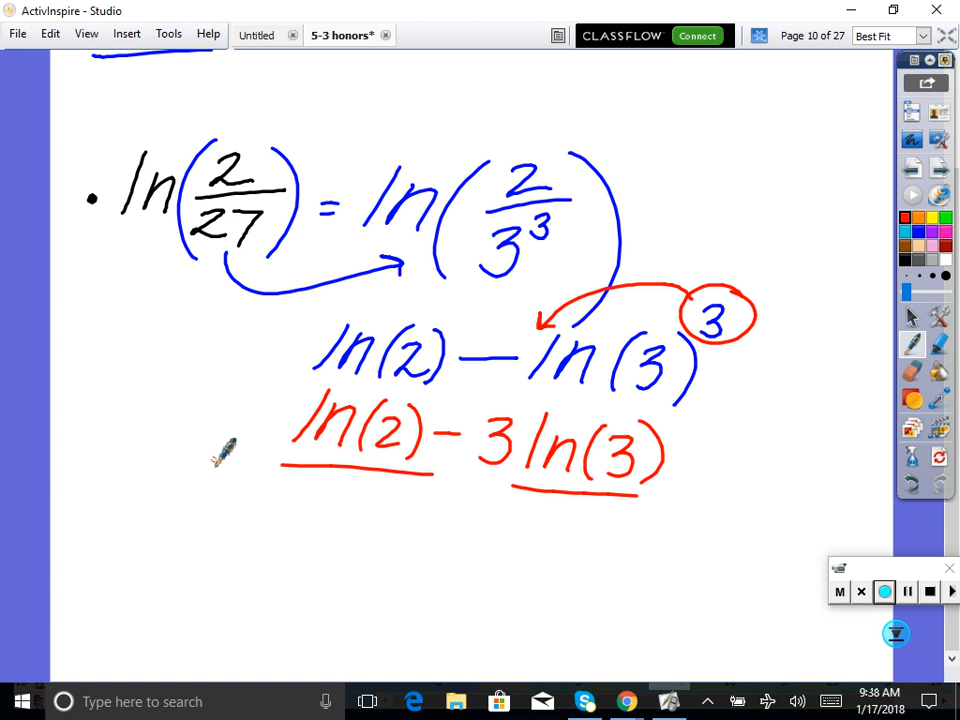 ActivInspire - Studio
File Edit View Insert Tools Help Untitled 5-3 honors* CLASSFLOW Connect Page 10 of 27 Best Fit
• ln(2/27) = ln(2/3³)
ln(2) — ln(3)³
ln(2) - 3 ln(3)
M
Type here to search
9:38 AM
1/17/2018